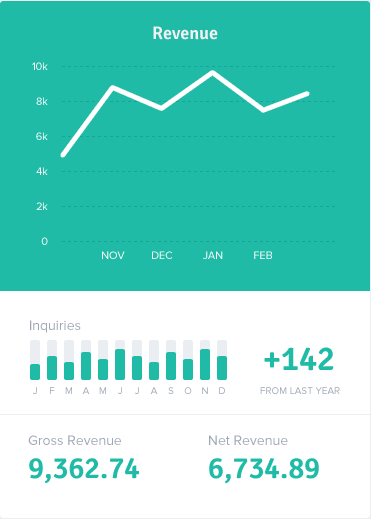 Revenue
10k
8k
6k
4k
2k
0
NOV DEC JAN FEB
Inquiries
J F M A M J J A S O N D
+142
FROM LAST YEAR
Gross Revenue
9,362.74
Net Revenue
6,734.89